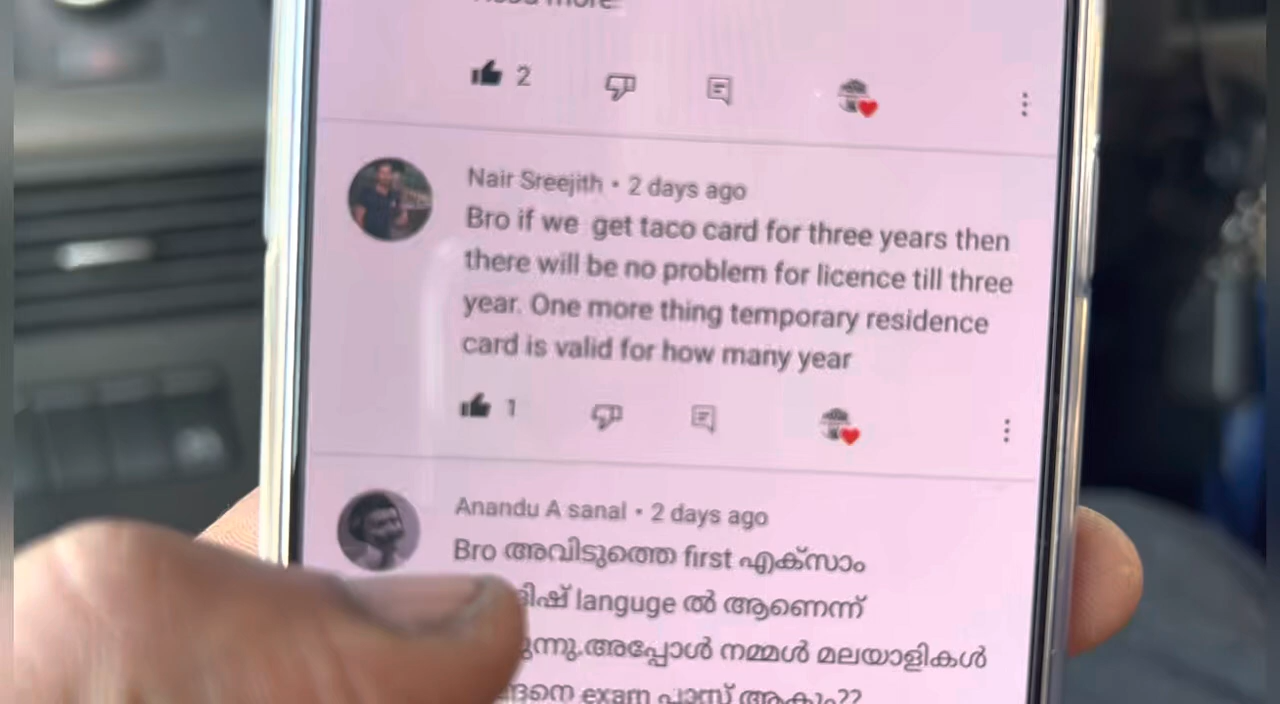 Read more
2
Nair Sreejith • 2 days ago
Bro if we get taco card for three years then
there will be no problem for licence till three
year. One more thing temporary residence
card is valid for how many year
1
Anandu A sanal • 2 days ago
Bro അവിടുത്തെ first എക്സാം
languge ൽ ആണെന്ന്
അപ്പോൾ നമ്മൾ മലയാളികൾ
exam പാസ്സ് ആകും??